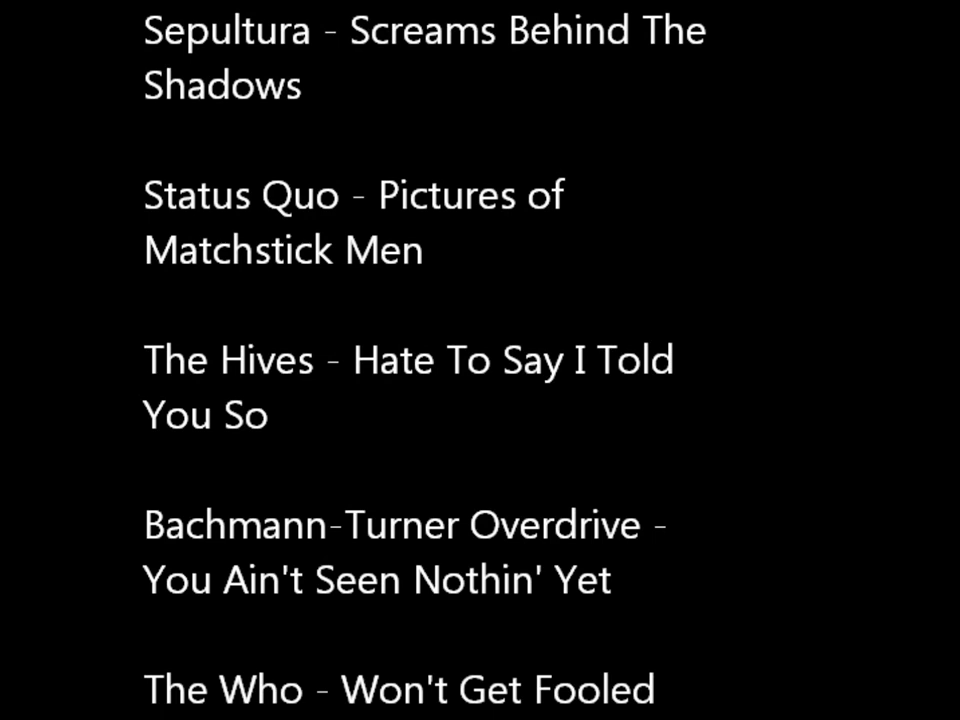 Sepultura - Screams Behind The
Shadows
Status Quo - Pictures of
Matchstick Men
The Hives - Hate To Say I Told
You So
Bachmann-Turner Overdrive -
You Ain't Seen Nothin' Yet
The Who - Won't Get Fooled